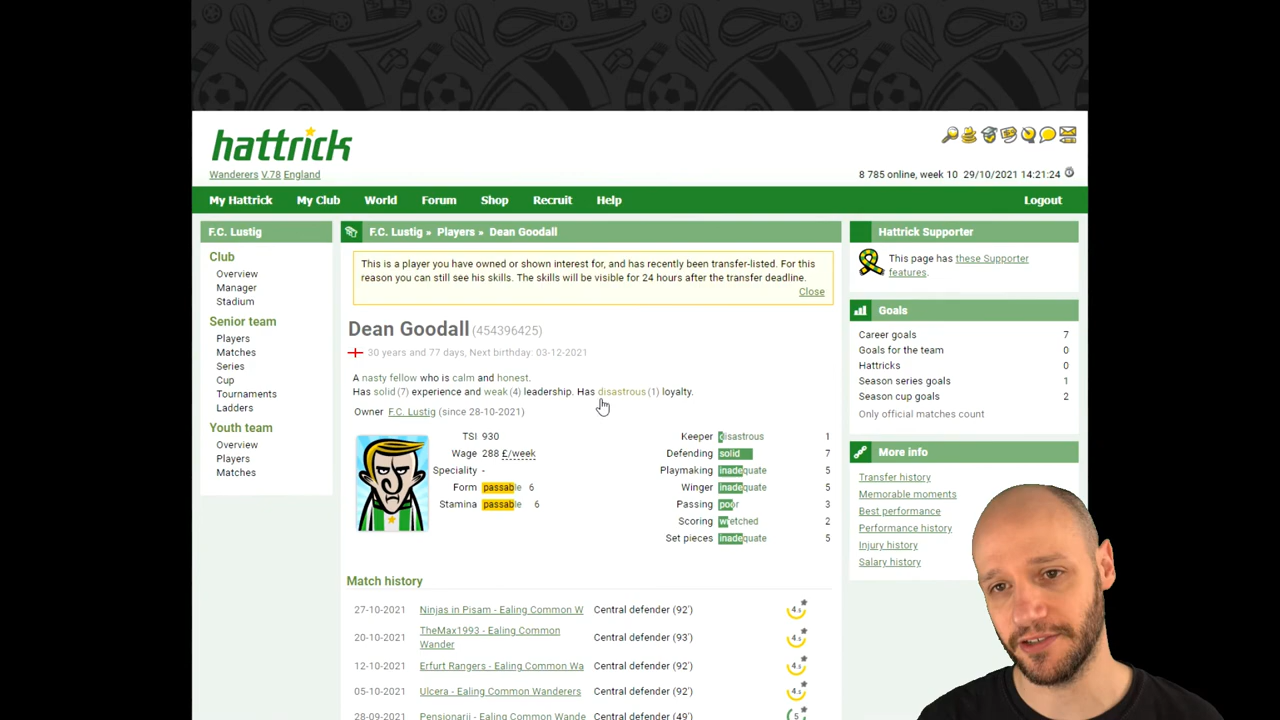 hattrick
Wanderers V.78 England
8 785 online, week 10 29/10/2021 14:21:24
My Hattrick My Club World Forum Shop Recruit Help Logout
F.C. Lustig
Club
Overview
Manager
Stadium
Senior team
Players
Matches
Series
Cup
Tournaments
Ladders
Youth team
Overview
Players
Matches
F.C. Lustig » Players » Dean Goodall
This is a player you have owned or shown interest for, and has recently been transfer-listed. For this
reason you can still see his skills. The skills will be visible for 24 hours after the transfer deadline.
Close
Dean Goodall (454396425)
30 years and 77 days, Next birthday: 03-12-2021
A nasty fellow who is calm and honest.
Has solid (7) experience and weak (4) leadership. Has disastrous (1) loyalty.
Owner F.C. Lustig (since 28-10-2021)
TSI 930
Wage 288 £/week
Speciality -
Form passable 6
Stamina passable 6
Keeper disastrous 1
Defending solid 7
Playmaking inadequate 5
Winger inadequate 5
Passing poor 3
Scoring wretched 2
Set pieces inadequate 5
Match history
27-10-2021 Ninjas in Pisam - Ealing Common W Central defender (92') 4.5
20-10-2021 TheMax1993 - Ealing Common
Wander Central defender (93') 4.5
12-10-2021 Erfurt Rangers - Ealing Common Wa Central defender (92') 4.5
05-10-2021 Ulcera - Ealing Common Wanderers Central defender (92') 4.5
28-09-2021 Pensionarii - Ealing Common Wande Central defender (49') 5
Hattrick Supporter
This page has these Supporter
features.
Goals
Career goals 7
Goals for the team 0
Hattricks 0
Season series goals 1
Season cup goals 2
Only official matches count
More info
Transfer history
Memorable moments
Best performance
Performance history
Injury history
Salary history